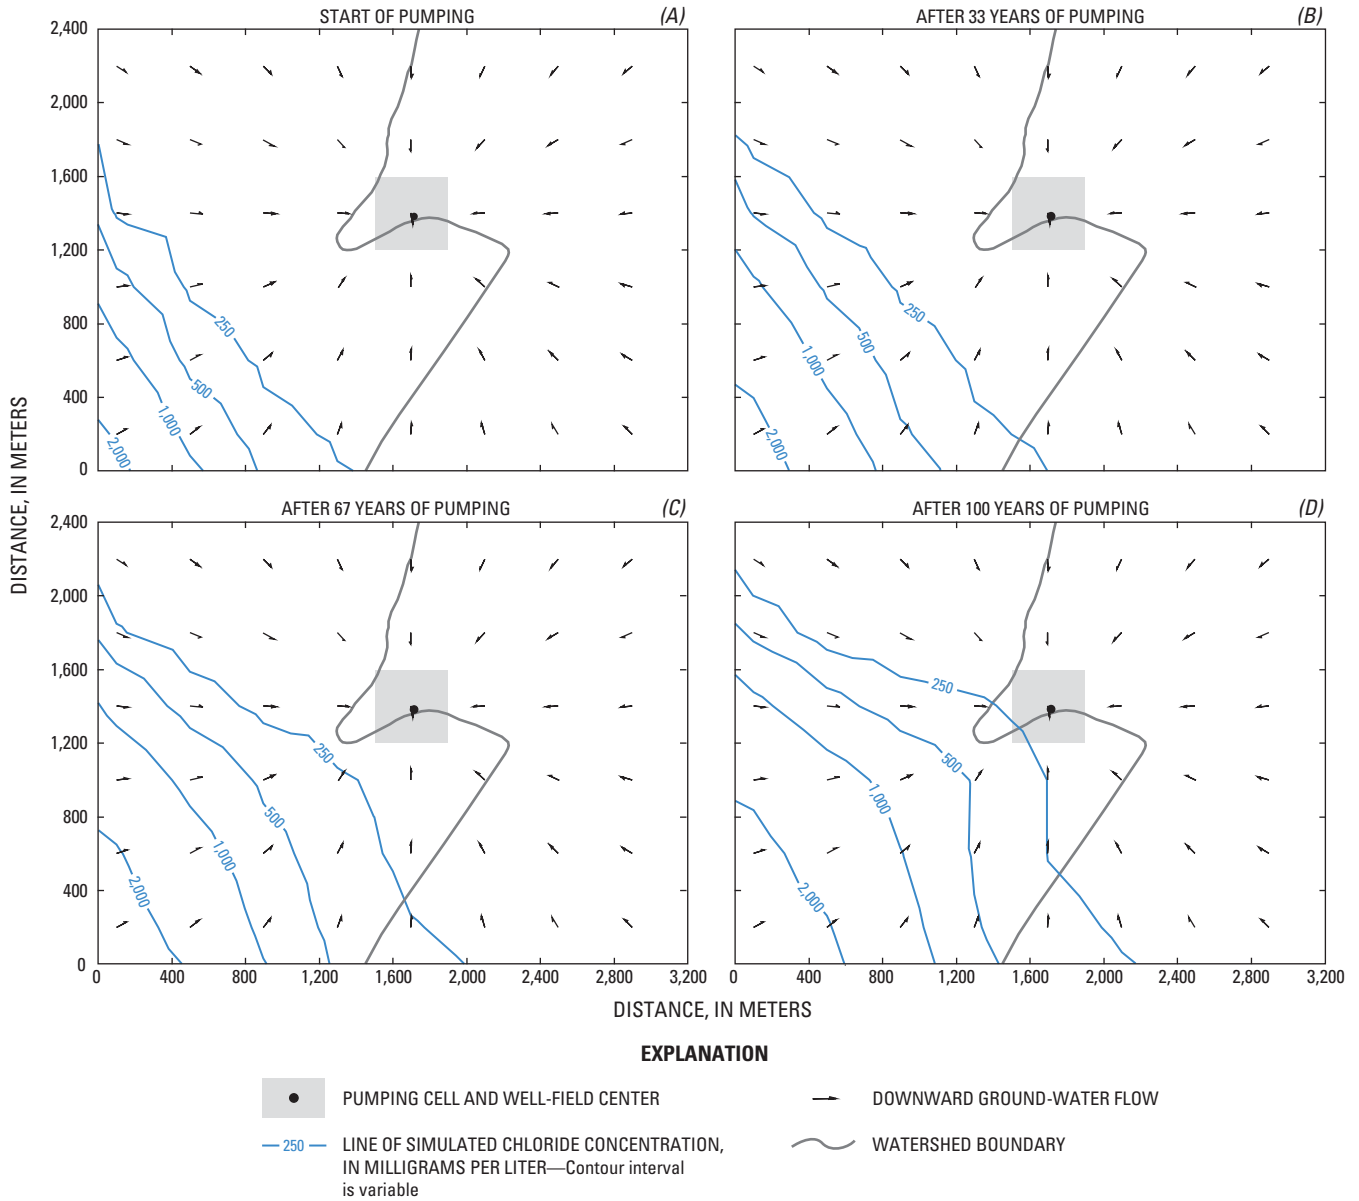 START OF PUMPING
(A)
AFTER 33 YEARS OF PUMPING
(B)
2,400
2,000
1,600
1,200
800
400
0
250
500
1,000
2,000
250
500
1,000
2,000
AFTER 67 YEARS OF PUMPING
(C)
AFTER 100 YEARS OF PUMPING
(D)
2,400
2,000
1,600
1,200
800
400
0
250
500
1,000
2,000
250
500
1,000
2,000
0
400
800
1,200
1,600
2,000
2,400
2,800
3,200
0
400
800
1,200
1,600
2,000
2,400
2,800
3,200
DISTANCE, IN METERS
DISTANCE, IN METERS
EXPLANATION
PUMPING CELL AND WELL-FIELD CENTER
DOWNWARD GROUND-WATER FLOW
250
LINE OF SIMULATED CHLORIDE CONCENTRATION,
IN MILLIGRAMS PER LITER—Contour interval
is variable
WATERSHED BOUNDARY